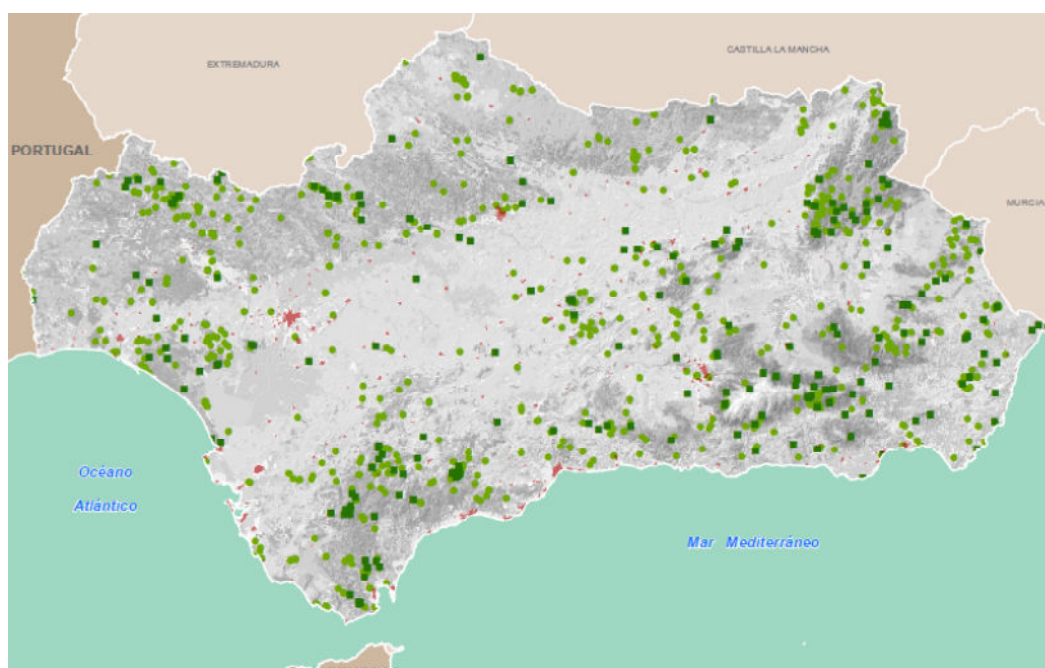 EXTREMADURA
CASTILLA LA MANCHA
PORTUGAL
MURCIA
Océano
Atlántico
Mar Mediterráneo